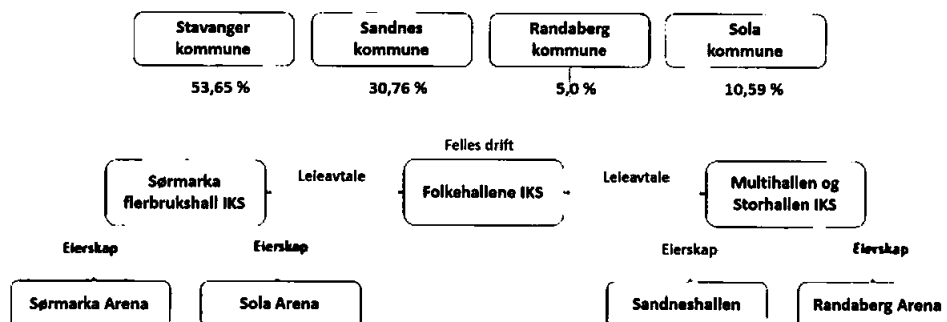 Stavanger
kommune
Sandnes
kommune
Randaberg
kommune
Sola
kommune
53,65 %
30,76 %
5,0 %
10,59 %
Felles drift
Sørmarka
flerbrukshall IKS
Leieavtale
Folkehallene IKS
Leieavtale
Multihallen og
Storhallen IKS
Eierskap
Eierskap
Eierskap
Eierskap
Sørmarka Arena
Sola Arena
Sandneshallen
Randaberg Arena